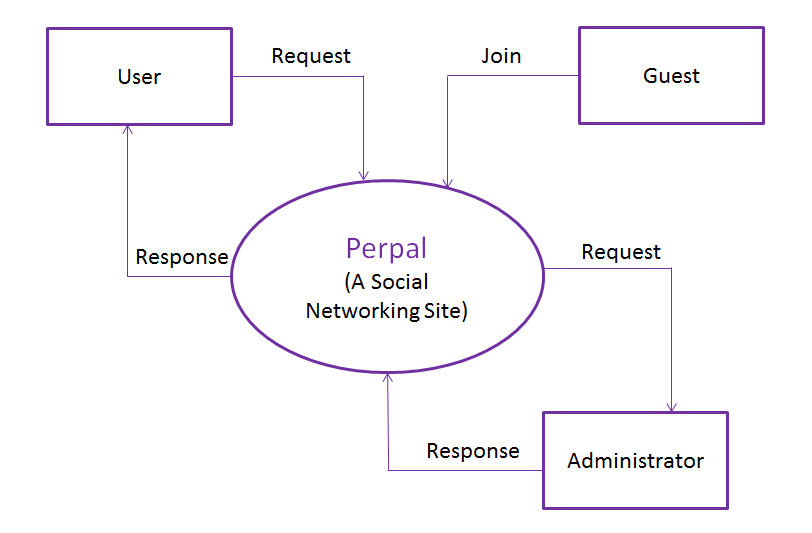 Request
Join
User
Guest
Perpal
(A Social
Networking Site)
Response
Request
Response
Administrator